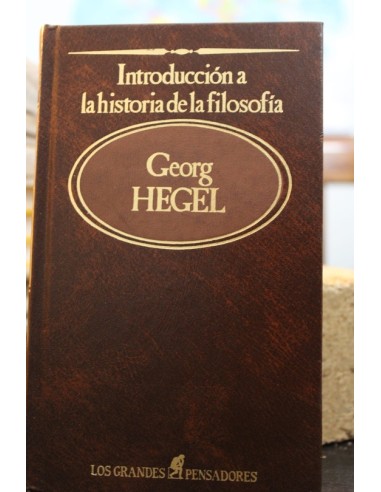 Introducción a
la historia de la filosofía
Georg
HEGEL
LOS GRANDES PENSADORES